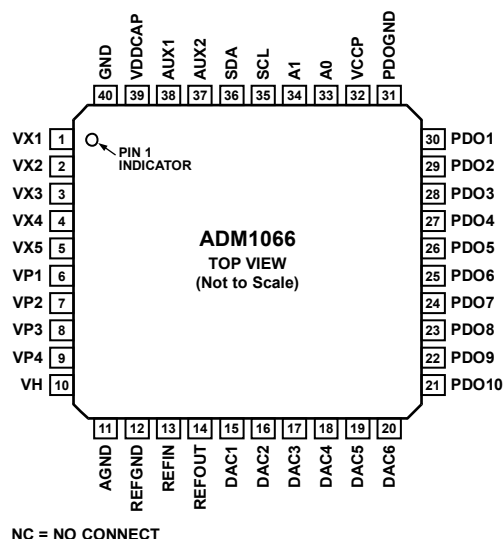 GND VDDCAP AUX1 AUX2 SDA SCL A1 A0 VCCP PDOGND
40 39 38 37 36 35 34 33 32 31
VX1 1 30 PDO1
VX2 2 29 PDO2
VX3 3 28 PDO3
VX4 4 27 PDO4
VX5 5 26 PDO5
VP1 6 25 PDO6
VP2 7 24 PDO7
VP3 8 23 PDO8
VP4 9 22 PDO9
VH 10 21 PDO10
PIN 1
INDICATOR
ADM1066
TOP VIEW
(Not to Scale)
11 12 13 14 15 16 17 18 19 20
AGND REFGND REFIN REFOUT DAC1 DAC2 DAC3 DAC4 DAC5 DAC6
NC = NO CONNECT